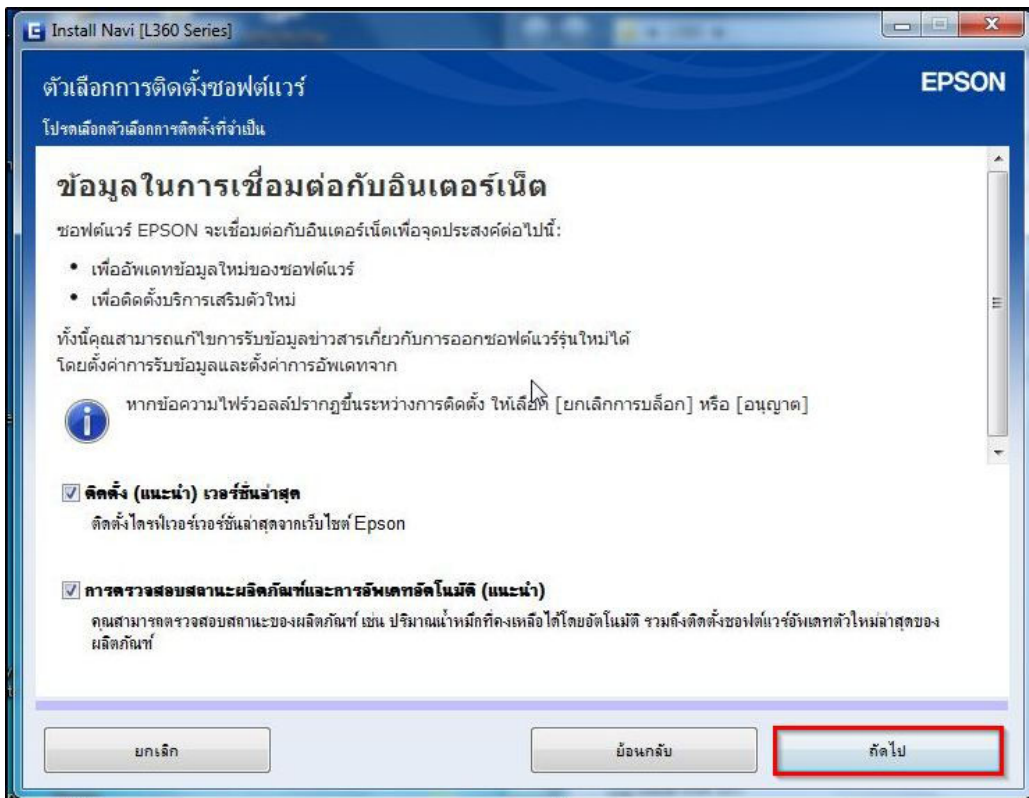 Install Navi [L360 Series]
ตัวเลือกการติดตั้งซอฟต์แวร์
EPSON
โปรดเลือกตัวเลือกการติดตั้งที่จำเป็น
ข้อมูลในการเชื่อมต่อกับอินเตอร์เน็ต
ซอฟต์แวร์ EPSON จะเชื่อมต่อกับอินเตอร์เน็ตเพื่อจุดประสงค์ต่อไปนี้:
• เพื่ออัพเดทข้อมูลใหม่ของซอฟต์แวร์
• เพื่อติดตั้งบริการเสริมตัวใหม่
ทั้งนี้คุณสามารถแก้ไขการรับข้อมูลข่าวสารเกี่ยวกับการออกซอฟต์แวร์รุ่นใหม่ได้
โดยตั้งค่าการรับข้อมูลและตั้งค่าการอัพเดทจาก
หากข้อความไฟร์วอลล์ปรากฏขึ้นระหว่างการติดตั้ง ให้เลือก [ยกเลิกการบล็อก] หรือ [อนุญาต]
ติดตั้ง (แนะนำ) เวอร์ชั่นล่าสุด
ติดตั้งไดรฟ์เวอร์เวอร์ชั่นล่าสุดจากเว็บไซต์ Epson
การตรวจสอบสถานะผลิตภัณฑ์และการอัพเดทอัตโนมัติ (แนะนำ)
คุณสามารถตรวจสอบสถานะของผลิตภัณฑ์ เช่น ปริมาณน้ำหมึกที่คงเหลือได้โดยอัตโนมัติ รวมถึงติดตั้งซอฟต์แวร์อัพเดทตัวใหม่ล่าสุดของ
ผลิตภัณฑ์
ยกเลิก
ย้อนกลับ
ถัดไป